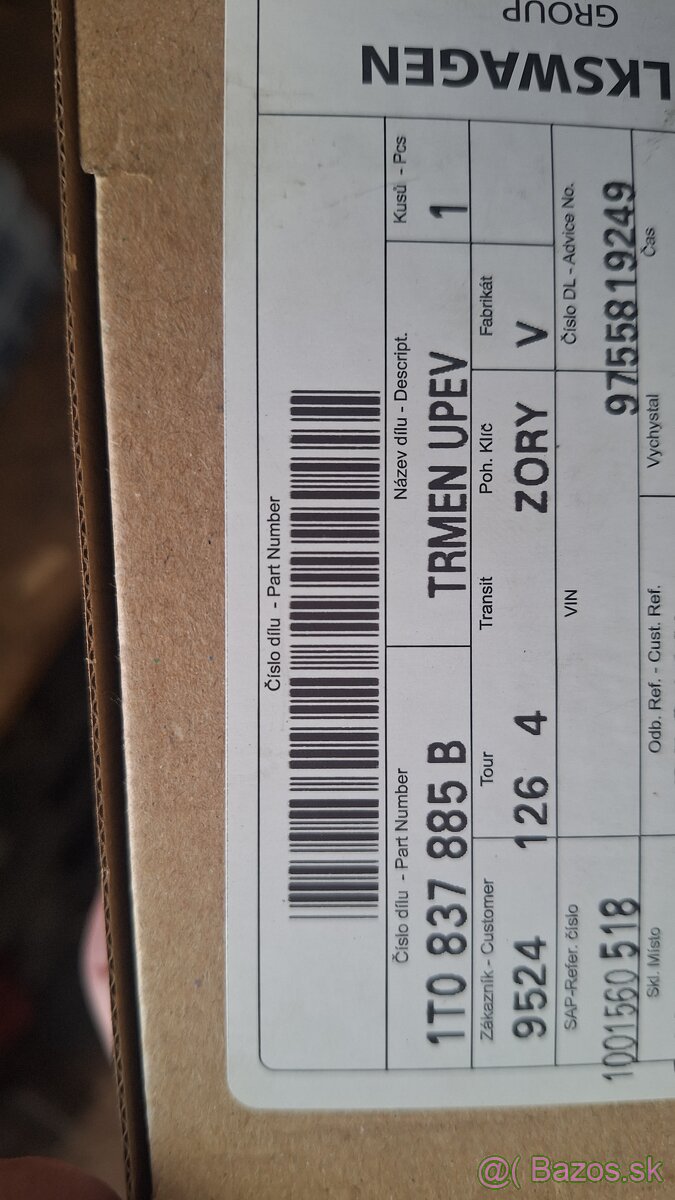 LKSWAGEN
GROUP
Číslo dílu - Part Number
Číslo dílu - Part Number
1T0 837 885 B
Název dílu - Descript.
TRMEN UPEV
Kusů - Pcs
1
Zákazník - Customer
9524
Tour
126 4
Transit
Poh. Klíč
ZORY
Fabrikát
V
SAP-Refer. číslo
1001560518
VIN
Číslo DL - Advice No.
9755819249
Skl. Místo
Odb. Ref. - Cust. Ref.
Vychystal
Čas
@( Bazos.sk